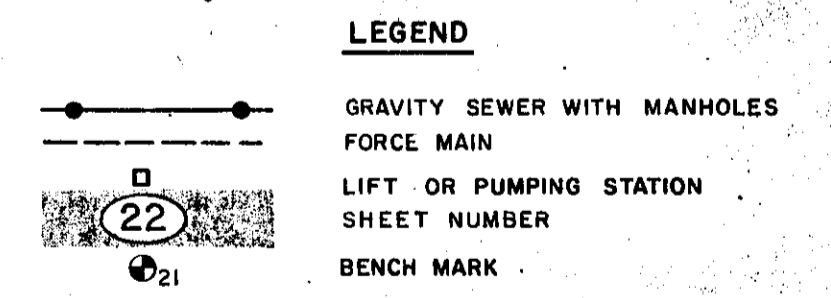 LEGEND
GRAVITY SEWER WITH MANHOLES
FORCE MAIN
LIFT OR PUMPING STATION
22 SHEET NUMBER
21 BENCH MARK